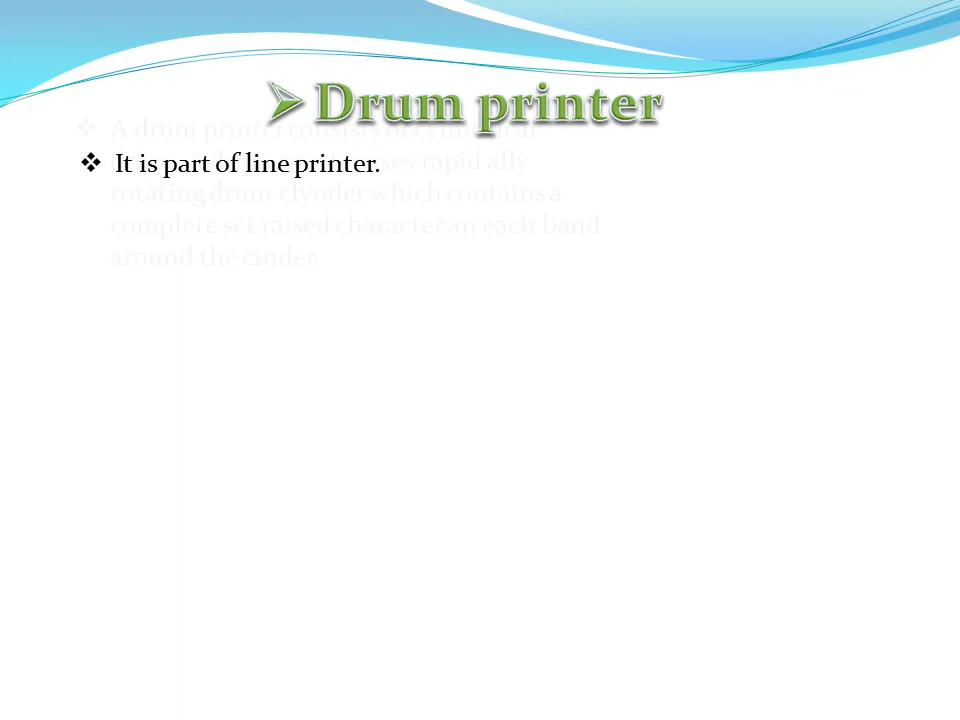 ➢ Drum printer
❖ A drum printer consists of cylindrical
❖ It is part of line printer.
ses rapid ally
rotating drum clynder which contains a
complete set raised character an each band
around the cinder.